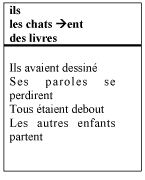 ils
les chats →ent
des livres
Ils avaient dessiné
Ses paroles se
perdirent
Tous étaient debout
Les autres enfants
partent